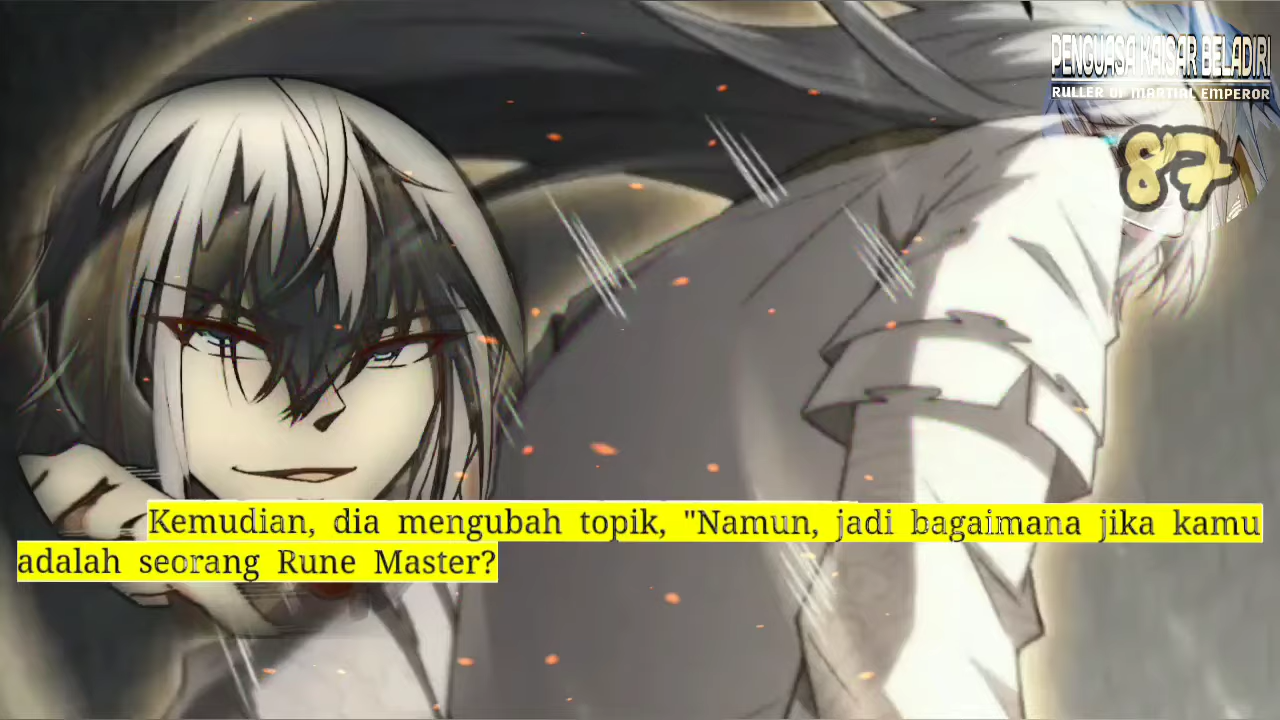 PENGUASA KAISAR BELADIRI
RULLER OF MARTIAL EMPEROR
87
Kemudian, dia mengubah topik, "Namun, jadi bagaimana jika kamu
adalah seorang Rune Master?